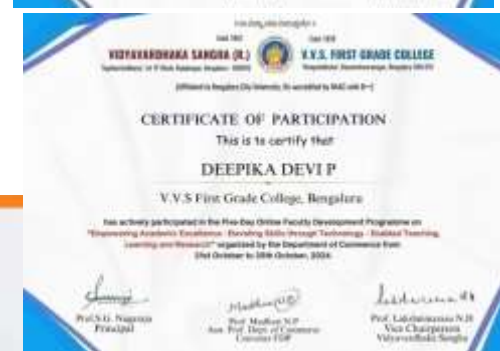 VIDYAVARDHAKA SANGHA (R.)
V.V.S. FIRST GRADE COLLEGE
CERTIFICATE OF PARTICIPATION
This is to certify that
DEEPIKA DEVI P
V.V.S First Grade College, Bengaluru
has actively participated in the Five-Day Online Faculty Development Programme on
"Empowering Academic Excellence: Elevating Skills through Technology - Enabled Teaching,
Learning and Research" organized by the Department of Commerce from
21st October to 25th October, 2024.
Prof.S.G. Nagaraja
Principal
Prof. Madhan N.P
Asst. Prof. Dept. of Commerce
Convener FDP
Prof. Lakshmanna N.R
Vice Chairperson
Vidyavardhaka Sangha